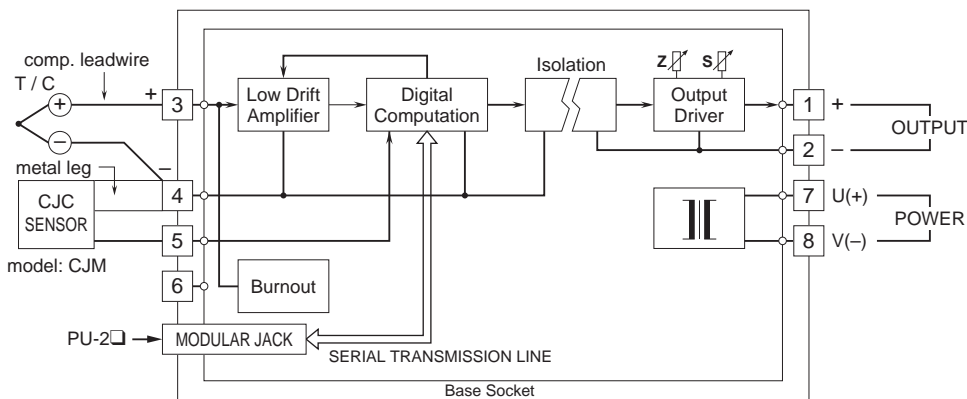 comp. leadwire
T / C
+
−
+
−
metal leg
CJC
SENSOR
model: CJM
3
4
5
6
PU-2❑
MODULAR JACK
Low Drift
Amplifier
Digital
Computation
Isolation
Z
S
Output
Driver
Burnout
SERIAL TRANSMISSION LINE
Base Socket
1
+
2
–
OUTPUT
7
U(+)
8
V(–)
POWER